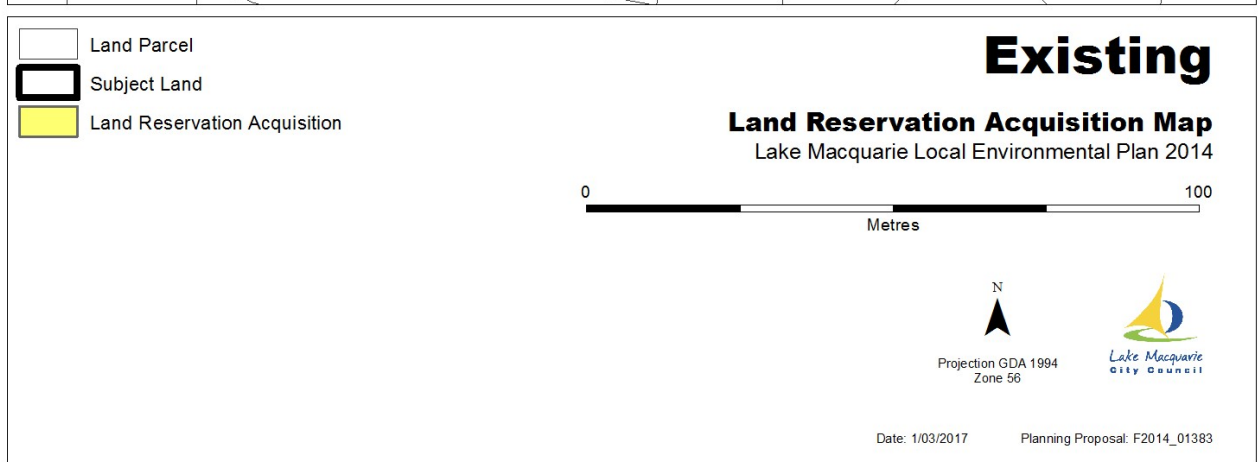 Land Parcel
Subject Land
Land Reservation Acquisition
Existing
Land Reservation Acquisition Map
Lake Macquarie Local Environmental Plan 2014
0 100
Metres
N
Projection GDA 1994
Zone 56
Lake Macquarie
City Council
Date: 1/03/2017 Planning Proposal: F2014_01383